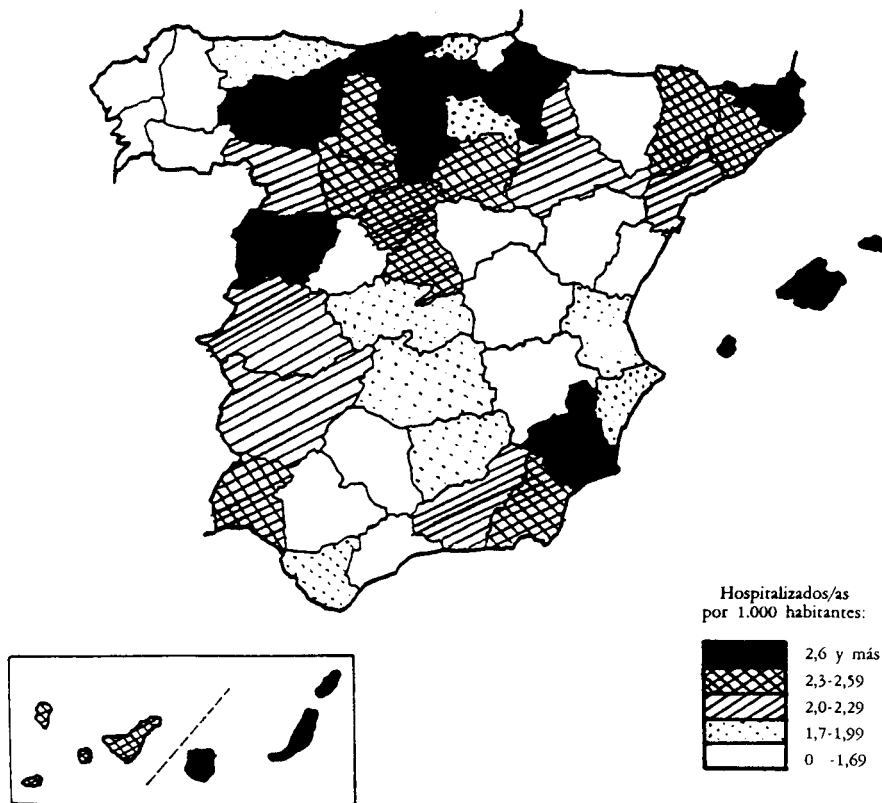 Hospitalizados/as
por 1.000 habitantes:
2,6 y más
2,3-2,59
2,0-2,29
1,7-1,99
0 -1,69